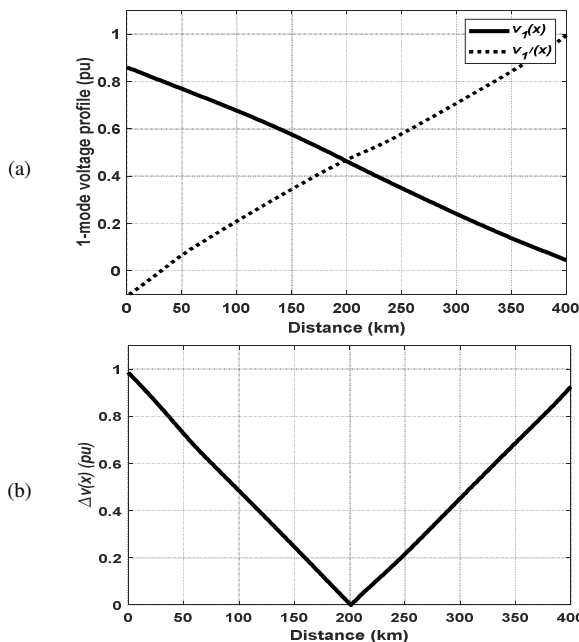 (a)
1-mode voltage profile (pu)
1
0.8
0.6
0.4
0.2
0
v1(x)
v1'(x)
0 50 100 150 200 250 300 350 400
Distance (km)
(b)
Δv(x) (pu)
1
0.8
0.6
0.4
0.2
0
0 50 100 150 200 250 300 350 400
Distance (km)